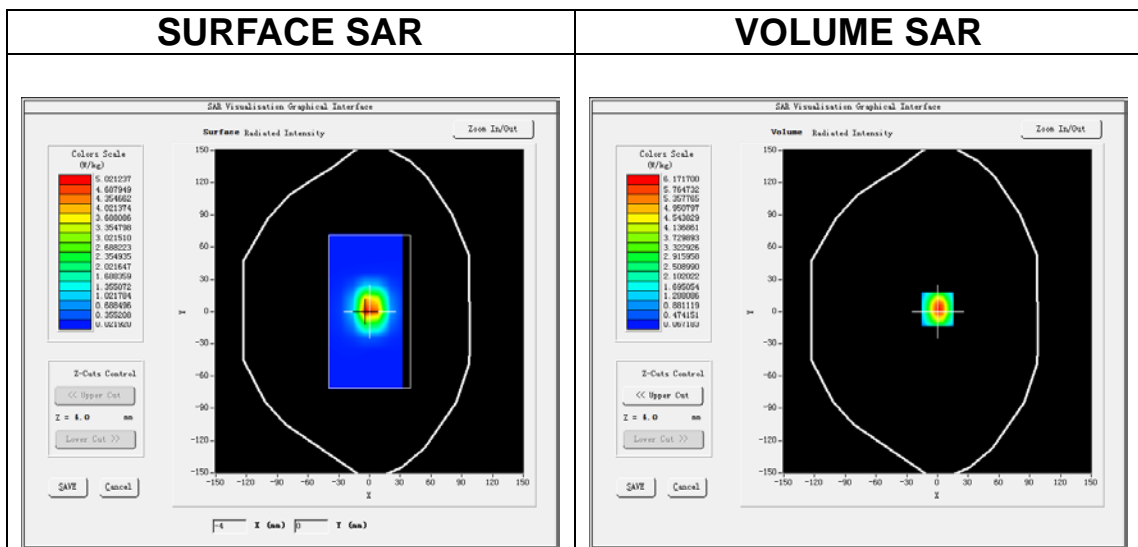 SURFACE SAR
SAR Visualisation Graphical Interface
Surface Radiated Intensity
Zoom In/Out
Colors Scale
(W/kg)
5.021237
4.687949
4.354662
4.021374
3.688086
3.354798
3.021510
2.688223
2.354935
2.021647
1.688359
1.355072
1.021784
0.688496
0.355208
0.021920
Z-Cuts Control
<< Upper Cut
Z = 4.0 mm
Lower Cut >>
SAVE Cancel
150
120
90
60
30
0
-30
-60
-90
-120
-150
Y
-150 -120 -90 -60 -30 0 30 60 90 120 150
X
-4 X (mm) 0 Y (mm)
VOLUME SAR
SAR Visualisation Graphical Interface
Volume Radiated Intensity
Zoom In/Out
Colors Scale
(W/kg)
6.171700
5.764732
5.357765
4.950797
4.543829
4.136861
3.729893
3.322926
2.915958
2.508990
2.102022
1.695054
1.288086
0.881119
0.474151
0.067183
Z-Cuts Control
<< Upper Cut
Z = 4.0 mm
Lower Cut >>
SAVE Cancel
150
120
90
60
30
0
-30
-60
-90
-120
-150
Y
-150 -120 -90 -60 -30 0 30 60 90 120 150
X